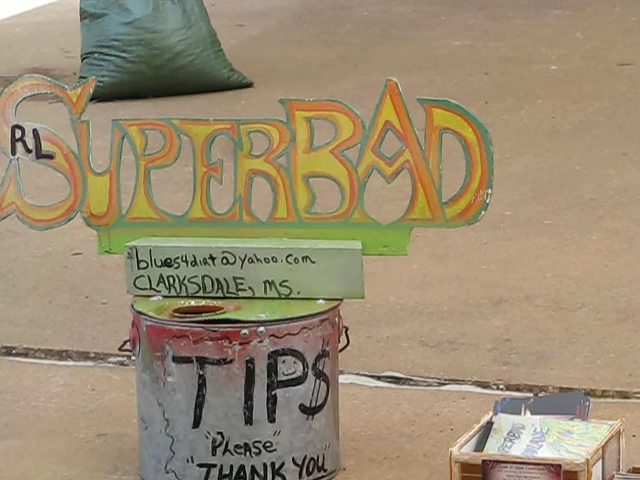 RL
SUPERBAD
blues4dirt@yahoo.com
CLARKSDALE, MS.
TIPS
"PLEASE"
"THANK YOU"